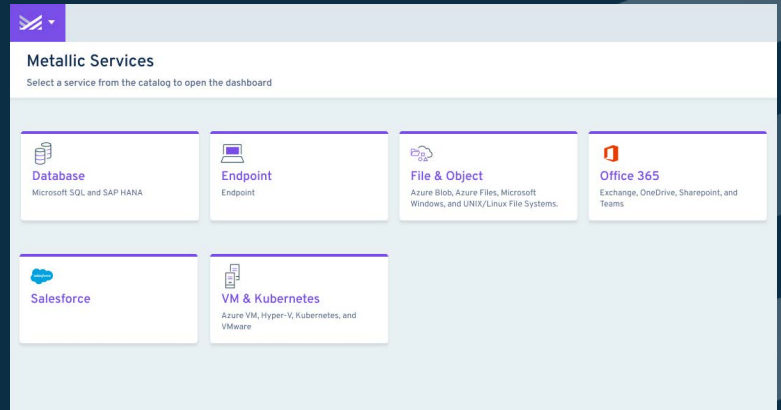 Metallic Services
Select a service from the catalog to open the dashboard
Database
Microsoft SQL and SAP HANA
Endpoint
Endpoint
File & Object
Azure Blob, Azure Files, Microsoft
Windows, and UNIX/Linux File Systems.
Office 365
Exchange, OneDrive, Sharepoint, and
Teams
salesforce
Salesforce
VM & Kubernetes
Azure VM, Hyper-V, Kubernetes, and
VMware